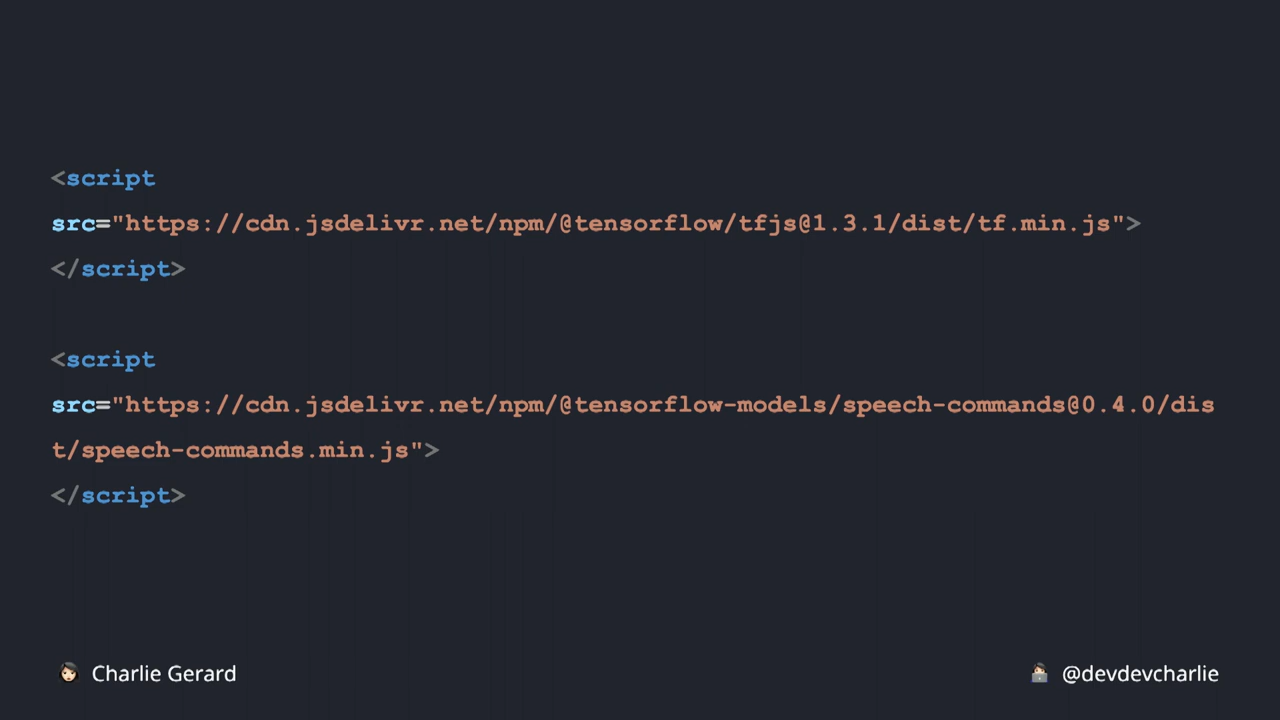 <script
src="https://cdn.jsdelivr.net/npm/@tensorflow/tfjs@1.3.1/dist/tf.min.js">
</script>
<script
src="https://cdn.jsdelivr.net/npm/@tensorflow-models/speech-commands@0.4.0/dis
t/speech-commands.min.js">
</script>
Charlie Gerard
@devdevcharlie